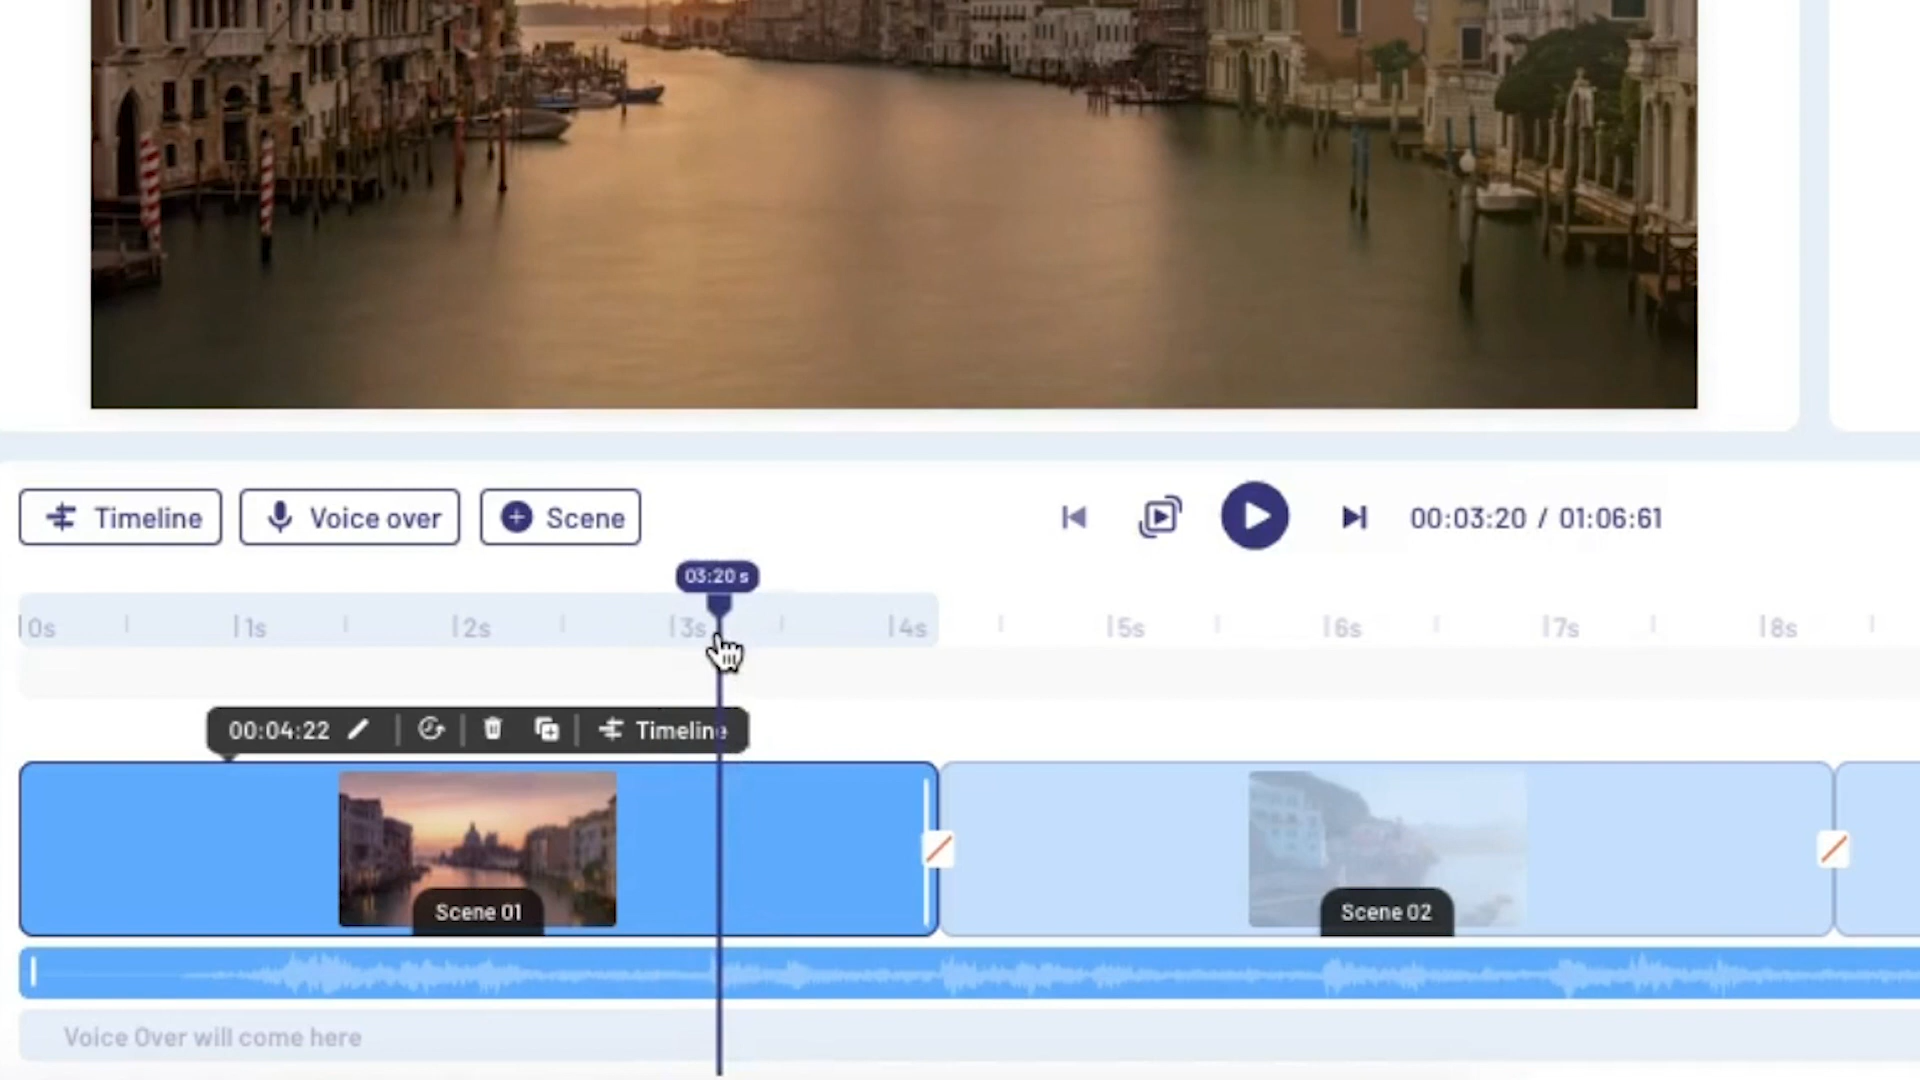 Timeline
Voice over
Scene
00:03:20 / 01:06:61
03:20 s
0s 1s 2s 3s 4s 5s 6s 7s 8s
00:04:22
Timeline
Scene 01
Scene 02
Voice Over will come here